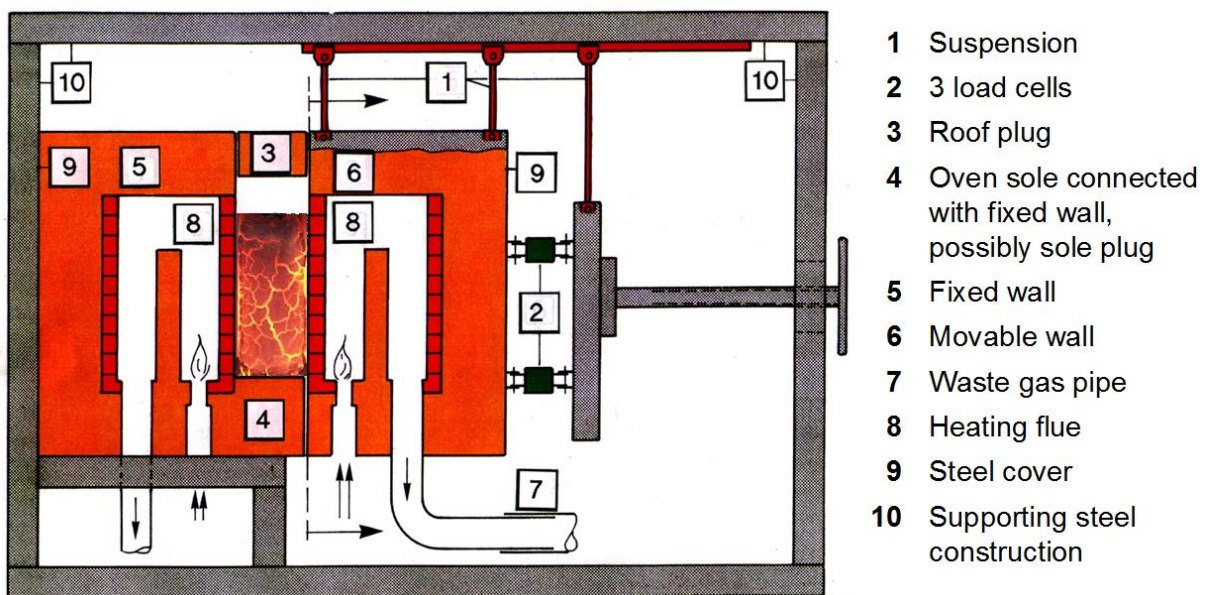 10
1
10
9
5
3
6
9
8
8
2
4
7
1 Suspension
2 3 load cells
3 Roof plug
4 Oven sole connected
with fixed wall,
possibly sole plug
5 Fixed wall
6 Movable wall
7 Waste gas pipe
8 Heating flue
9 Steel cover
10 Supporting steel
construction